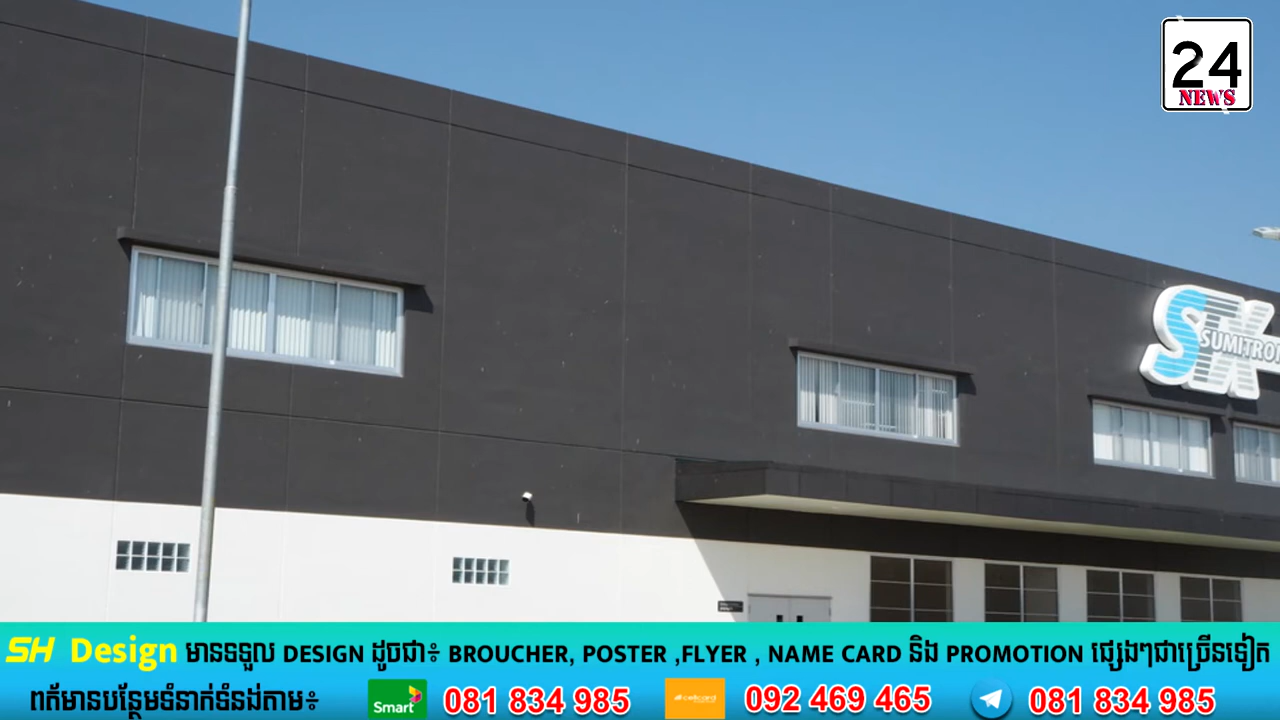 24
NEWS
STX
SUMITRO
SH Design មានទទួល DESIGN ដូចជា៖ BROUCHER, POSTER ,FLYER , NAME CARD និង PROMOTION ផ្សេងៗជាច្រើនទៀត
ពត័មានបន្ថែមទំនាក់ទំនង់តាម៖ Smart 081 834 985 cellcard 092 469 465 081 834 985